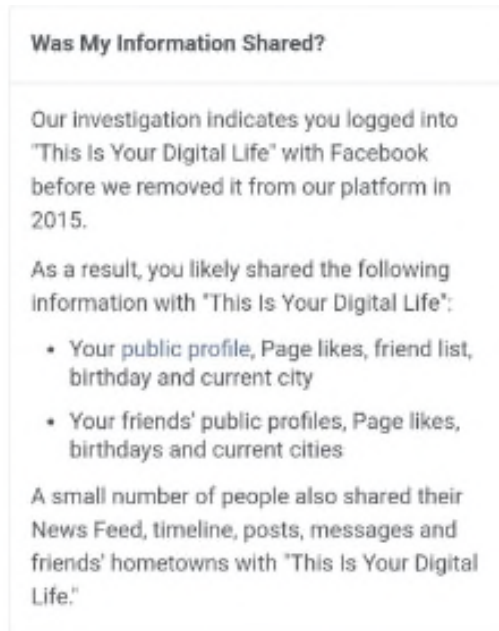 Was My Information Shared?
Our investigation indicates you logged into
"This Is Your Digital Life" with Facebook
before we removed it from our platform in
2015.
As a result, you likely shared the following
information with "This Is Your Digital Life":
• Your public profile, Page likes, friend list,
birthday and current city
• Your friends' public profiles, Page likes,
birthdays and current cities
A small number of people also shared their
News Feed, timeline, posts, messages and
friends' hometowns with "This Is Your Digital
Life."